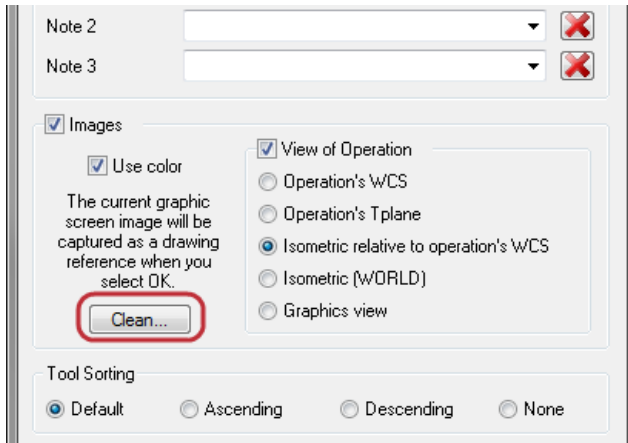 Note 2
Note 3
Images
Use color
The current graphic
screen image will be
captured as a drawing
reference when you
select OK.
Clean...
View of Operation
Operation's WCS
Operation's Tplane
Isometric relative to operation's WCS
Isometric (WORLD)
Graphics view
Tool Sorting
Default Ascending Descending None